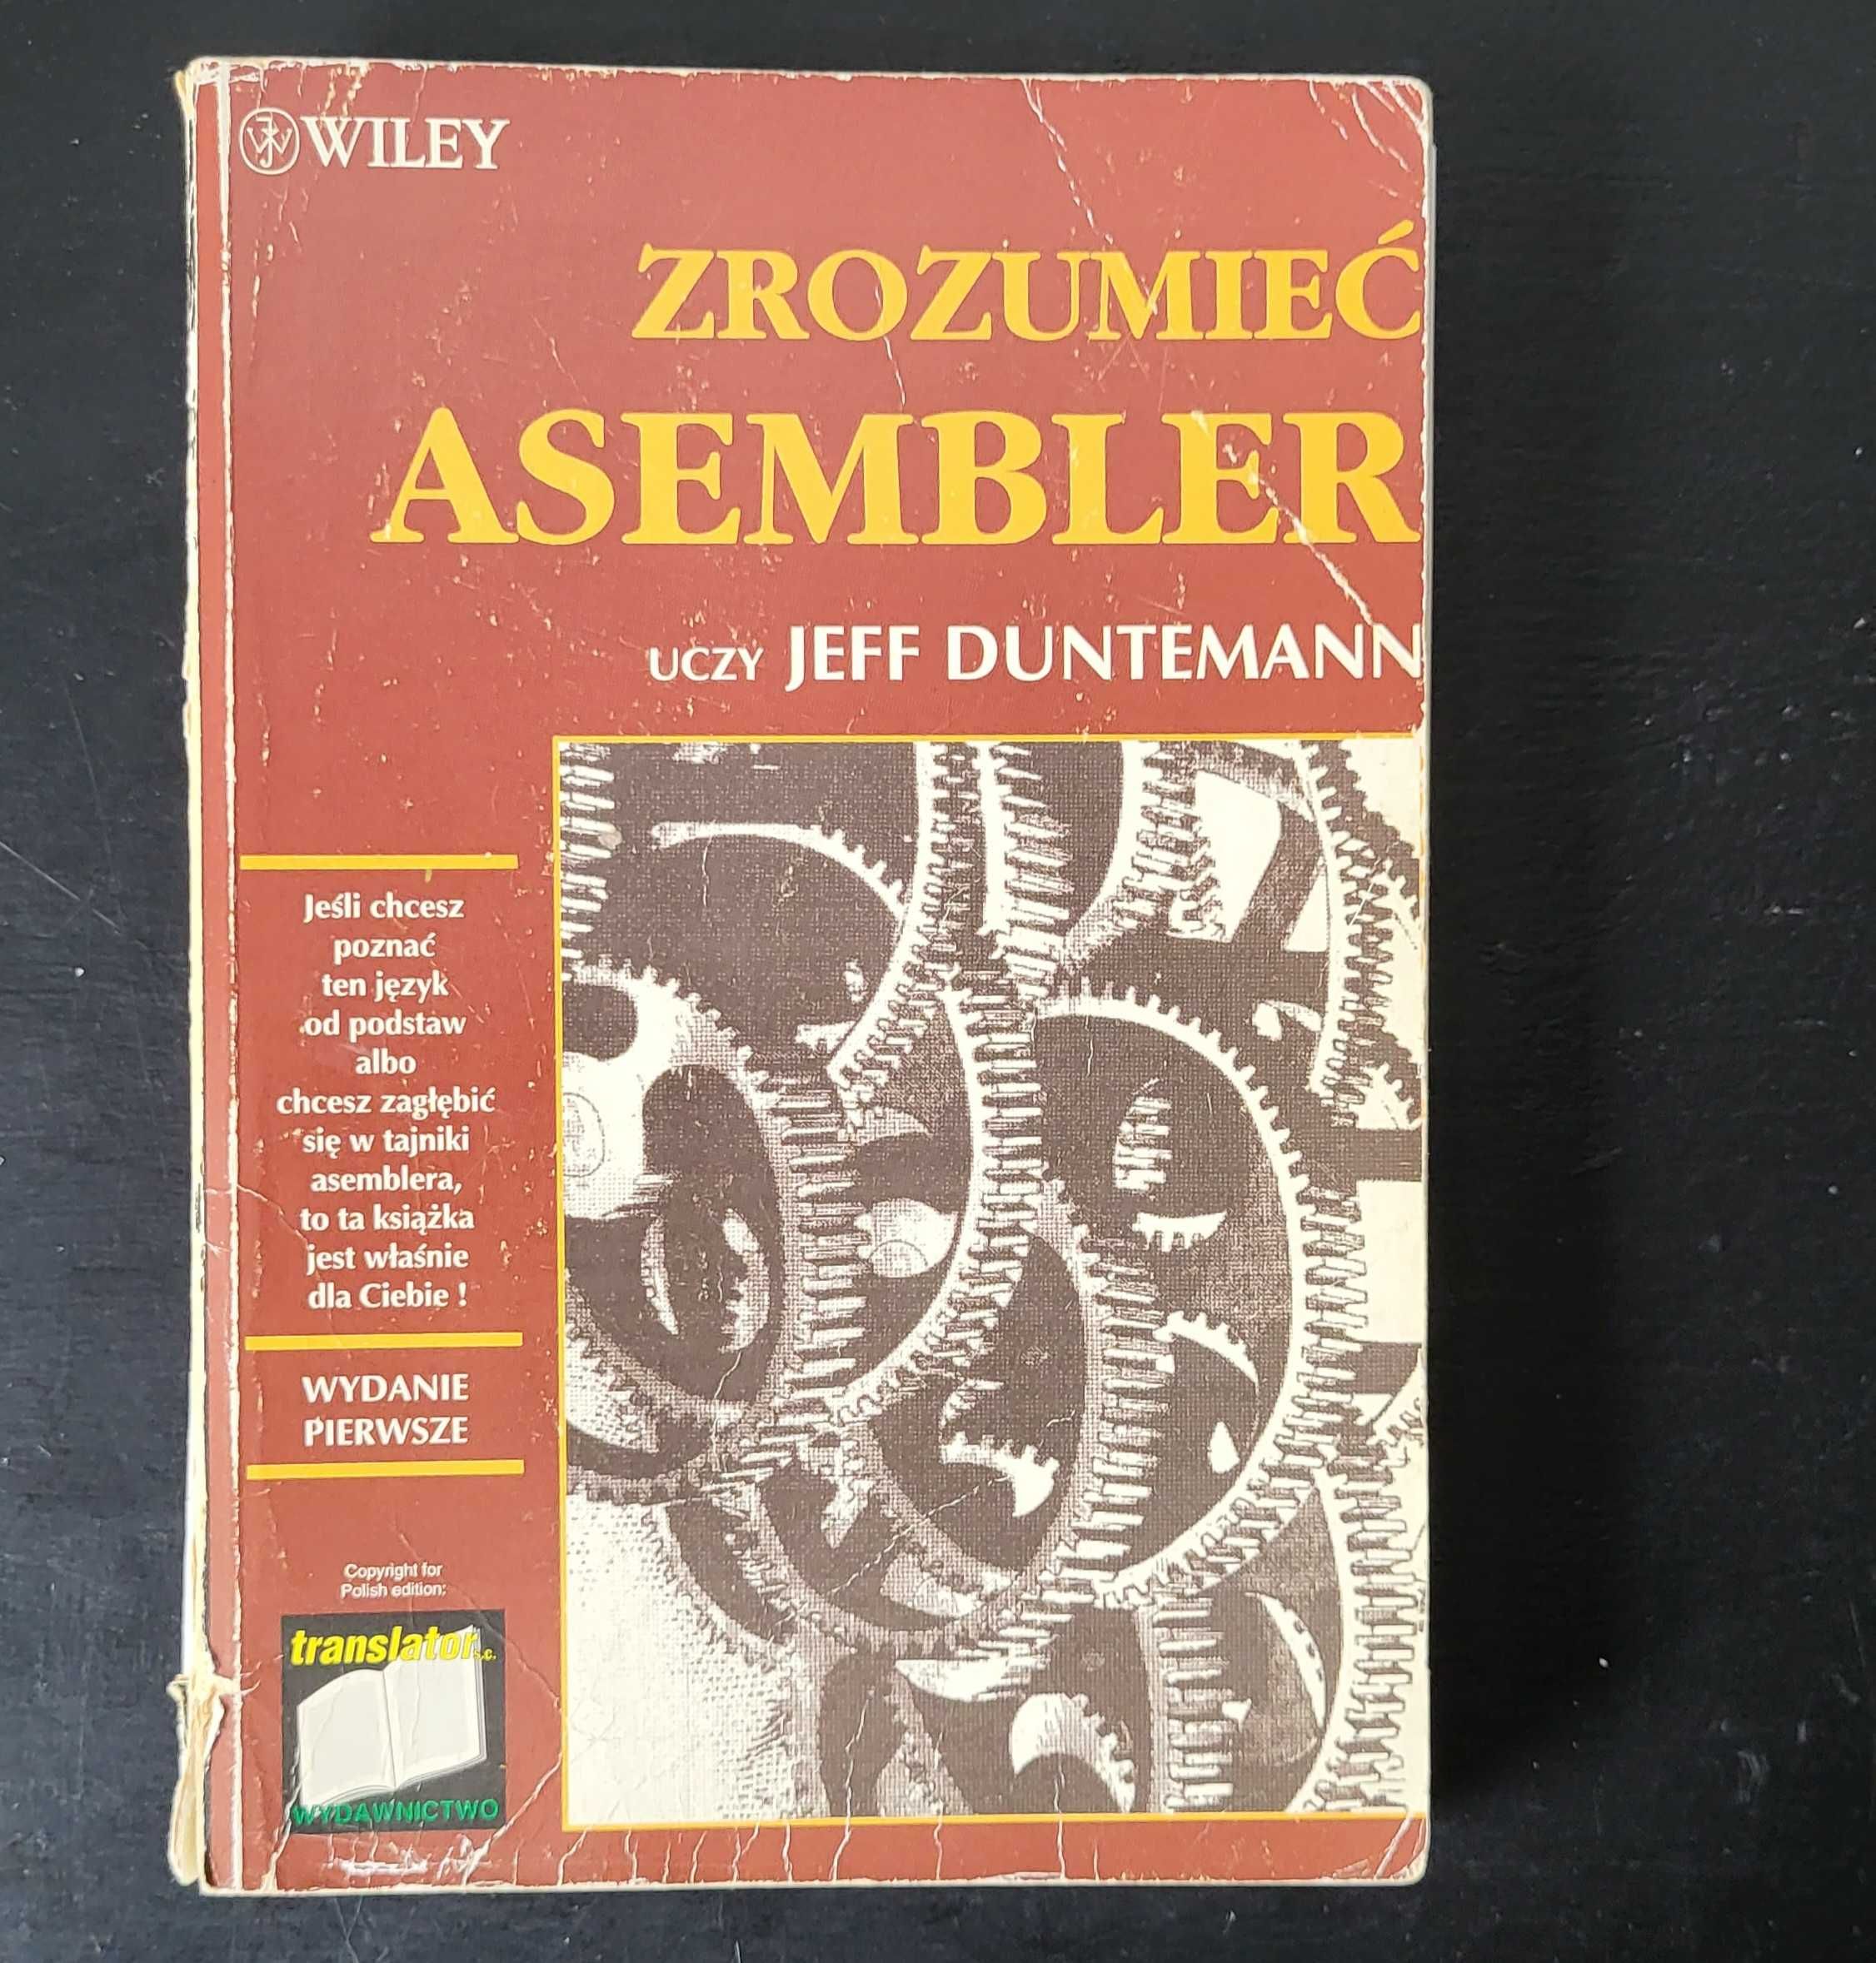 WILEY
ZROZUMIEĆ
ASEMBLER
UCZY JEFF DUNTEMANN
Jeśli chcesz
poznać
ten język
od podstaw
albo
chcesz zagłębić
się w tajniki
asemblera,
to ta książka
jest właśnie
dla Ciebie !
WYDANIE
PIERWSZE
Copyright for
Polish edition:
translator s.c.
WYDAWNICTWO